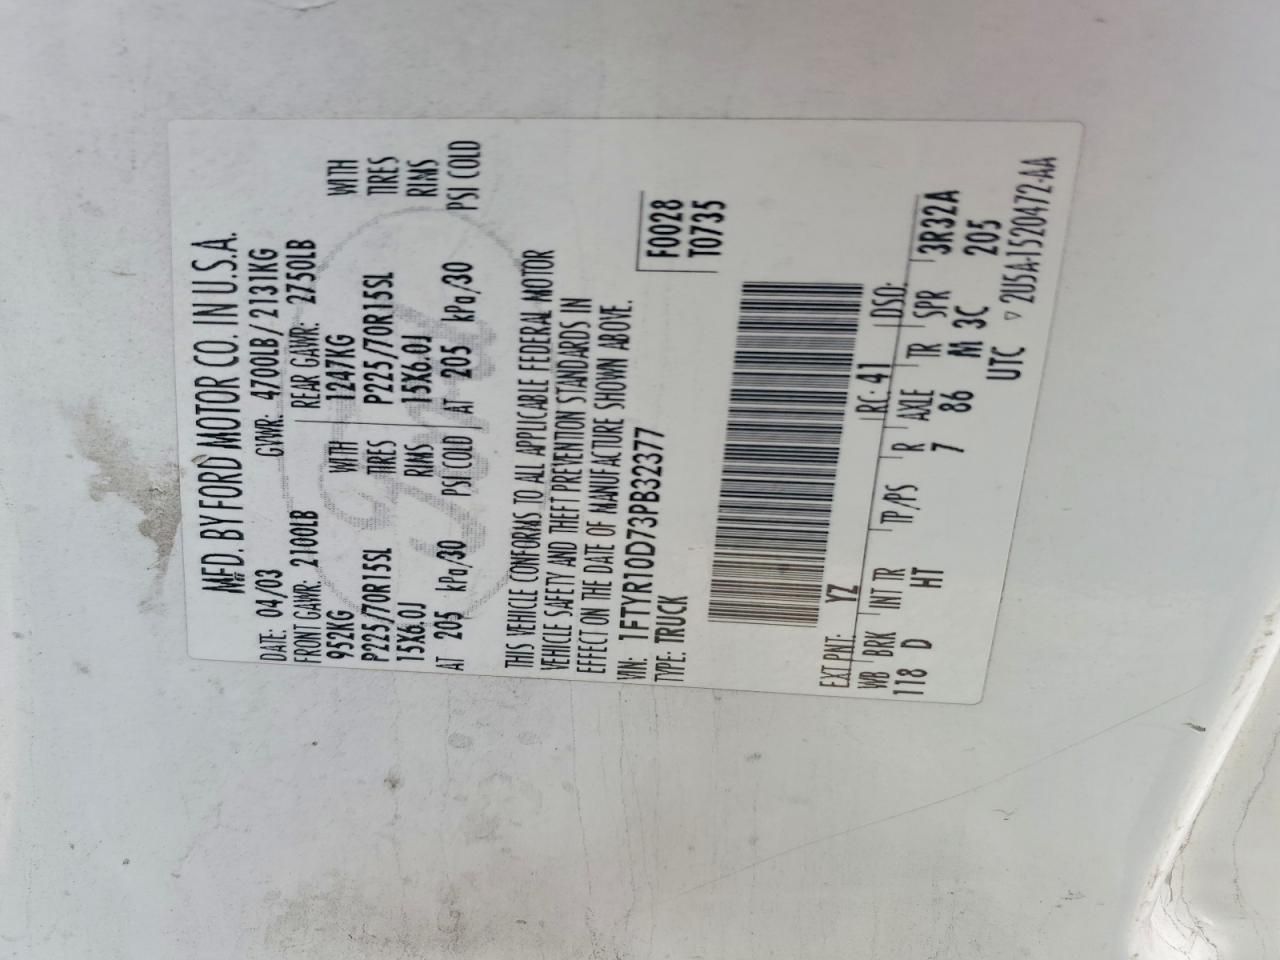 MFD. BY FORD MOTOR CO. IN U.S.A.
DATE: 04/03 GVWR: 4700LB/2131KG
FRONT GAWR: 2100LB REAR GAWR: 2750LB
952KG WITH 1247KG WITH
P225/70R15SL TIRES P225/70R15SL TIRES
15X6.0J RIMS 15X6.0J RIMS
AT 205 kPa/30 PSI COLD AT 205 kPa/30 PSI COLD
THIS VEHICLE CONFORMS TO ALL APPLICABLE FEDERAL MOTOR
VEHICLE SAFETY AND THEFT PREVENTION STANDARDS IN
EFFECT ON THE DATE OF MANUFACTURE SHOWN ABOVE.
VIN: 1FTYR10D73PB32377 F0028
TYPE: TRUCK T0735
EXT PNT: YZ RC: 41 DSO:
WB BRK INT TR TP/PS R AXLE TR SPR 3R32A
118 D HT 7 86 M 3C 205
UTC ▽ 2U5A-1520472-AA